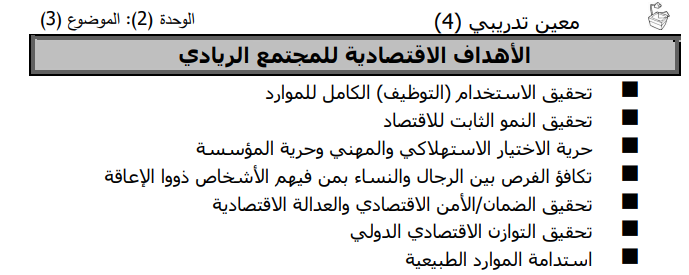 معين تدريبي (4) الوحدة (2): الموضوع (3)
الأهداف الاقتصادية للمجتمع الريادي
■ تحقيق الاستخدام (التوظيف) الكامل للموارد
■ تحقيق النمو الثابت للاقتصاد
■ حرية الاختيار الاستهلاكي والمهني وحرية المؤسسة
■ تكافؤ الفرص بين الرجال والنساء بمن فيهم الأشخاص ذووا الإعاقة
■ تحقيق الضمان/الأمن الاقتصادي والعدالة الاقتصادية
■ تحقيق التوازن الاقتصادي الدولي
■ استدامة الموارد الطبيعية